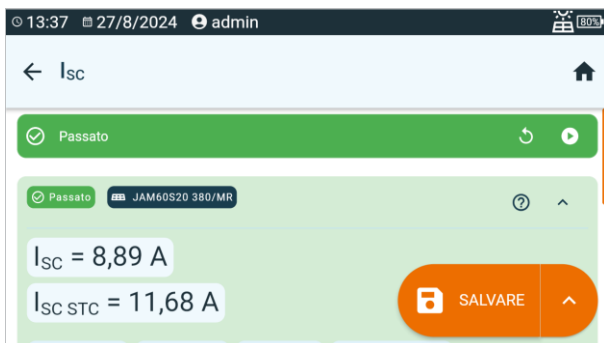 13:37 27/8/2024 admin 80%
Isc
Passato
Passato JAM60S20 380/MR
Isc = 8,89 A
Isc stc = 11,68 A
SALVARE